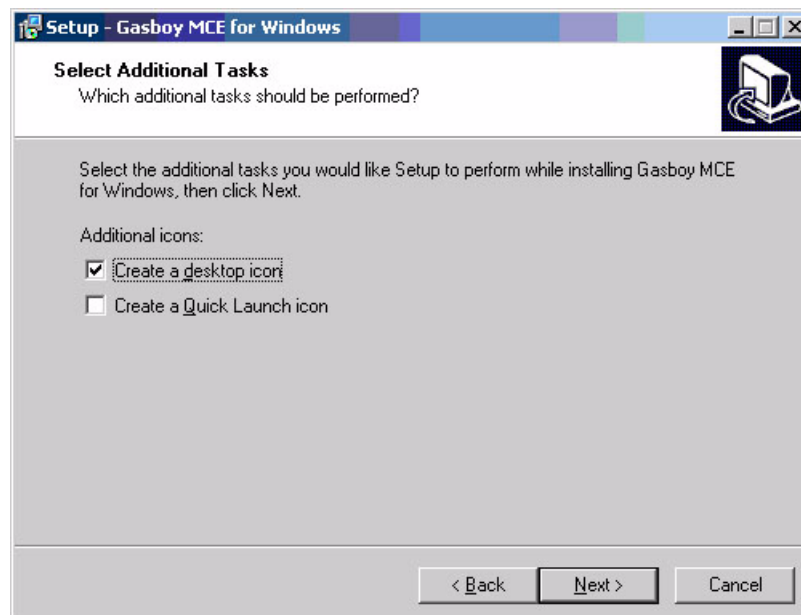 Setup - Gasboy MCE for Windows
Select Additional Tasks
Which additional tasks should be performed?
Select the additional tasks you would like Setup to perform while installing Gasboy MCE
for Windows, then click Next.
Additional icons:
Create a desktop icon
Create a Quick Launch icon
< Back Next > Cancel